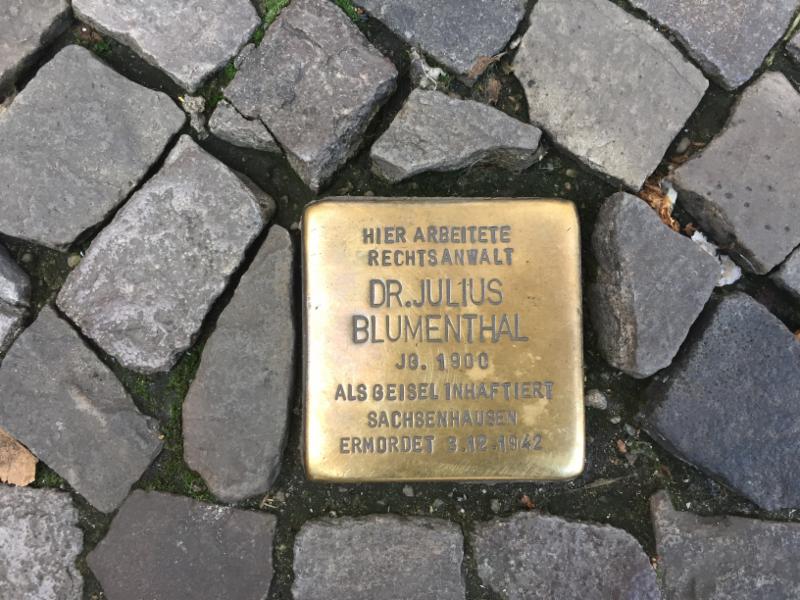 HIER ARBEITETE
RECHTSANWALT
DR. JULIUS
BLUMENTHAL
JG. 1900
ALS GEISEL INHAFTIERT
SACHSENHAUSEN
ERMORDET 3.12.1942